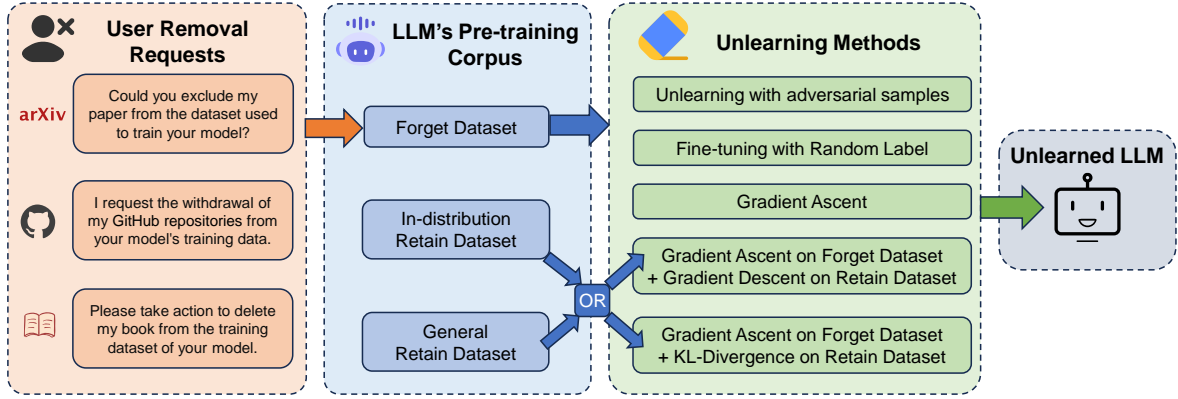 User Removal
Requests
arXiv
Could you exclude my
paper from the dataset used
to train your model?
I request the withdrawal of
my GitHub repositories from
your model's training data.
Please take action to delete
my book from the training
dataset of your model.
LLM's Pre-training
Corpus
Forget Dataset
In-distribution
Retain Dataset
OR
General
Retain Dataset
Unlearning Methods
Unlearning with adversarial samples
Fine-tuning with Random Label
Gradient Ascent
Gradient Ascent on Forget Dataset
+ Gradient Descent on Retain Dataset
Gradient Ascent on Forget Dataset
+ KL-Divergence on Retain Dataset
Unlearned LLM